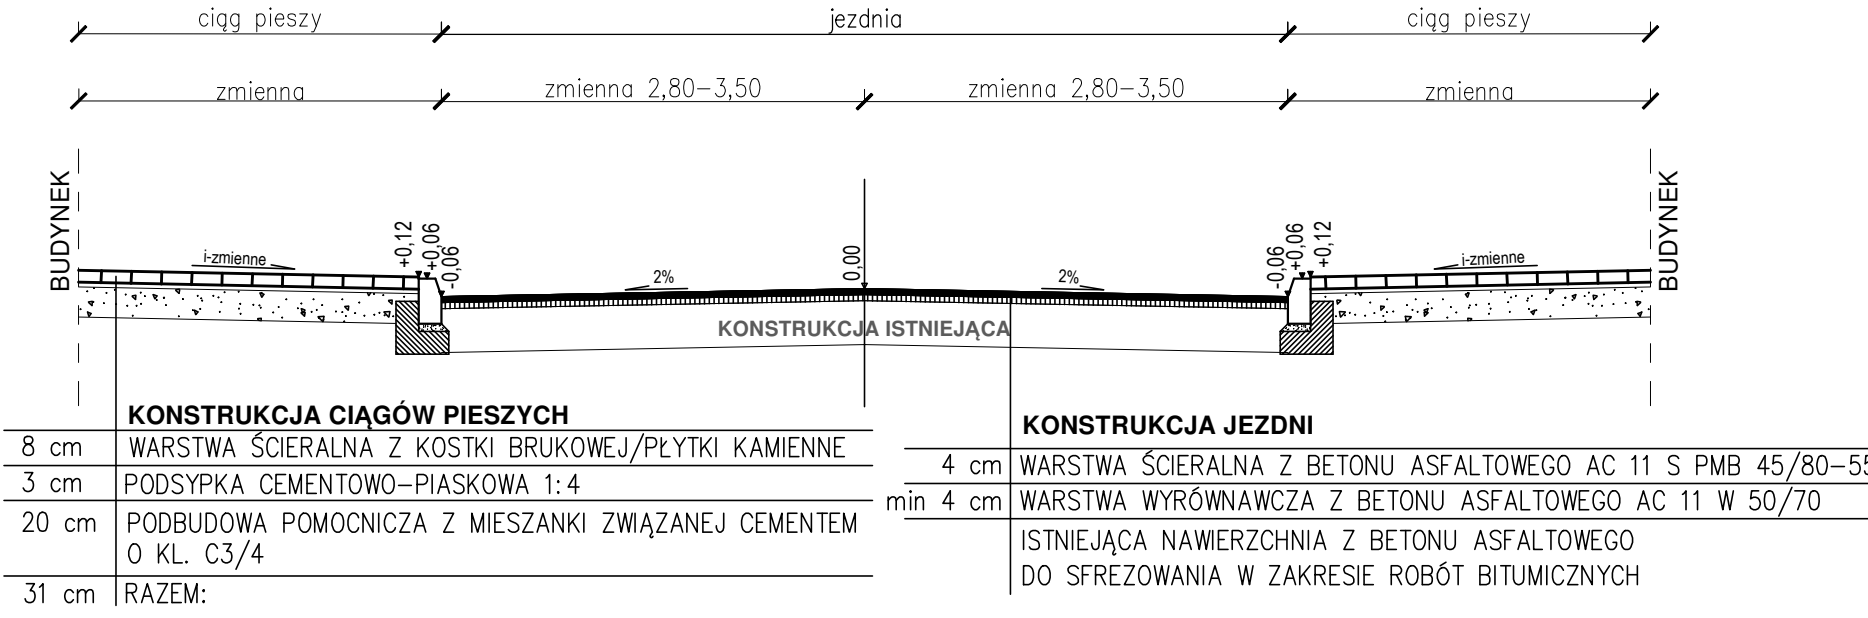 ciąg pieszy
jezdnia
ciąg pieszy
zmienna
zmienna 2,80-3,50
zmienna 2,80-3,50
zmienna
BUDYNEK
i-zmienne
+0,12
+0,06
-0,06
2%
0,00
2%
-0,06
+0,06
+0,12
i-zmienne
BUDYNEK
KONSTRUKCJA ISTNIEJĄCA
KONSTRUKCJA CIĄGÓW PIESZYCH
8 cm WARSTWA ŚCIERALNA Z KOSTKI BRUKOWEJ/PŁYTKI KAMIENNE
3 cm PODSYPKA CEMENTOWO-PIASKOWA 1:4
20 cm PODBUDOWA POMOCNICZA Z MIESZANKI ZWIĄZANEJ CEMENTEM
O KL. C3/4
31 cm RAZEM:
KONSTRUKCJA JEZDNI
4 cm WARSTWA ŚCIERALNA Z BETONU ASFALTOWEGO AC 11 S PMB 45/80-55
min 4 cm WARSTWA WYRÓWNAWCZA Z BETONU ASFALTOWEGO AC 11 W 50/70
ISTNIEJĄCA NAWIERZCHNIA Z BETONU ASFALTOWEGO
DO SFREZOWANIA W ZAKRESIE ROBÓT BITUMICZNYCH